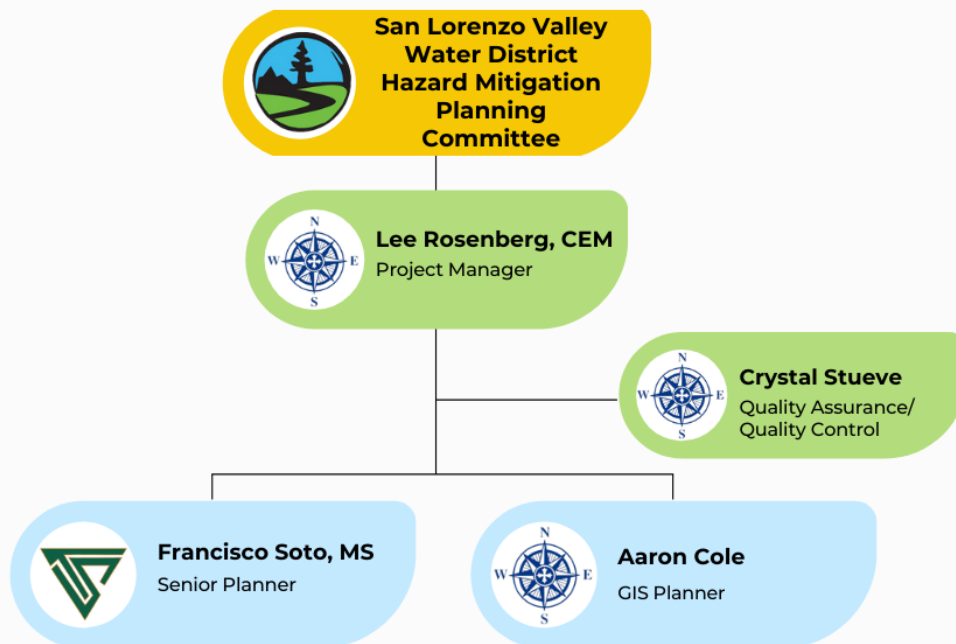 San Lorenzo Valley
Water District
Hazard Mitigation
Planning
Committee
N
W E
S
Lee Rosenberg, CEM
Project Manager
N
W E
S
Crystal Stueve
Quality Assurance/
Quality Control
Francisco Soto, MS
Senior Planner
N
W E
S
Aaron Cole
GIS Planner